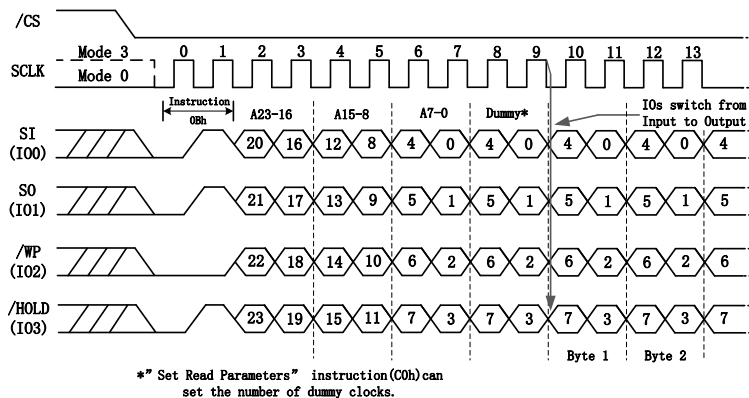 /CS
Mode 3 0 1 2 3 4 5 6 7 8 9 10 11 12 13
SCLK
Mode 0
Instruction
0Bh
A23-16 A15-8 A7-0 Dummy*
IOs switch from
Input to Output
SI
(IO0)
20 16 12 8 4 0 4 0 4 0 4 0 4
SO
(IO1)
21 17 13 9 5 1 5 1 5 1 5 1 5
/WP
(IO2)
22 18 14 10 6 2 6 2 6 2 6 2 6
/HOLD
(IO3)
23 19 15 11 7 3 7 3 7 3 7 3 7
Byte 1 Byte 2
*" Set Read Parameters" instruction(C0h)can
set the number of dummy clocks.